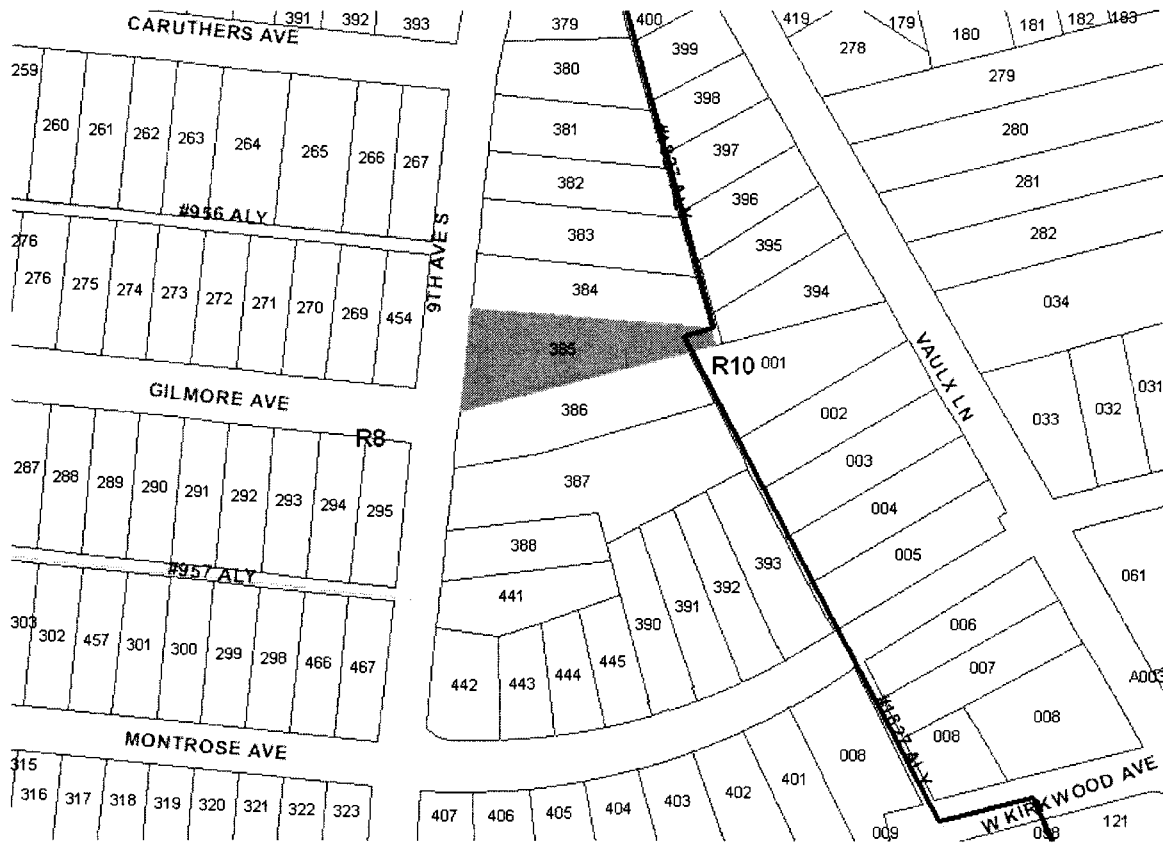 391 392 393 379 400 419 179 180 181 182 183
CARUTHERS AVE 399 278
259 380 279
398
260 261 262 263 264 265 266 267 381 397 280
382 396 281
#956 ALY
276 383 395 282
276 275 274 273 272 271 270 269 454 9TH AVE S 384 394 034
385
R10 001
VAULX LN
GILMORE AVE 386 002 033 032 031
R8
287 288 289 290 291 292 293 294 295 387 003
004
388 005
#957 ALY 393 061
441 392
391
303 302 457 301 300 299 298 466 467 390 006
442 443 444 445 007 A003
008
#1827 ALY
MONTROSE AVE 008 008
315
316 317 318 319 320 321 322 323 407 406 405 404 403 402 401
W KIRKWOOD AVE
009 098 121